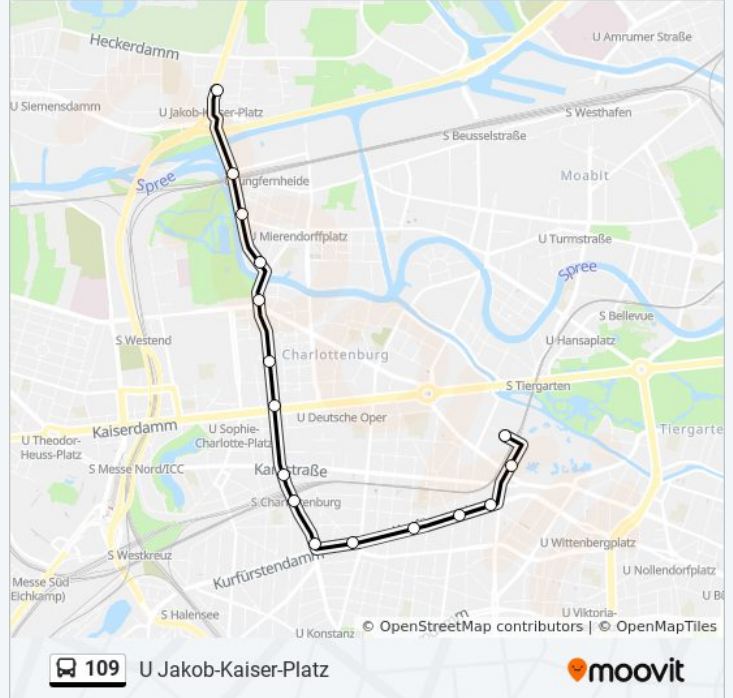 Heckerdamm
U Amrumer Straße
U Siemensdamm
U Jakob-Kaiser-Platz
S Westhafen
S Beusselstraße
Spree
Jungfernheide
Moabit
U Mierendorffplatz
U Turmstraße
Spree
S Bellevue
S Westend
U Hansaplatz
Charlottenburg
S Tiergarten
U Deutsche Oper
Kaiserdamm
U Sophie-
Charlotte-Platz
Tiergarte
U Theodor-
Heuss-Platz
S Messe Nord/ICC
Kantstraße
S Charlottenburg
U Wittenbergplatz
S Westkreuz
Kurfürstendamm
U Nollendorfplatz
Messe Süd
Eichkamp)
S Halensee
U Viktoria-
U Konstanz
© OpenStreetMap contributors | © OpenMapTiles
109 U Jakob-Kaiser-Platz
moovit